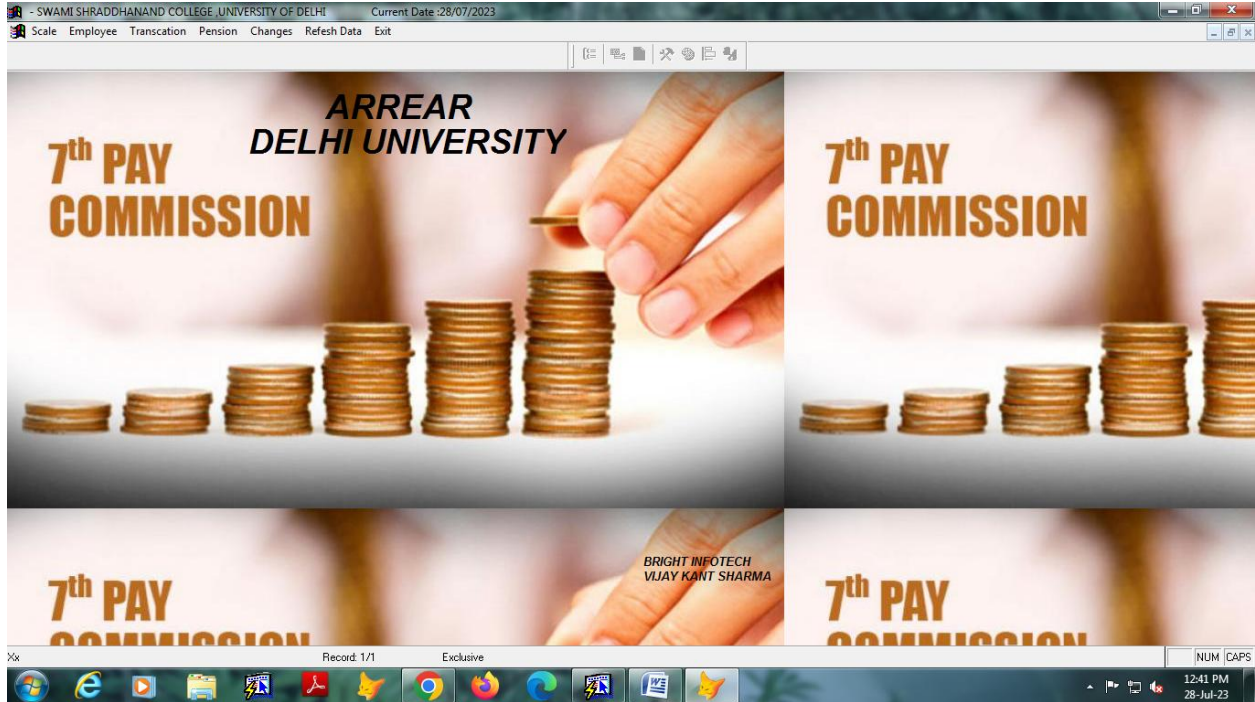 - SWAMI SHRADDHANAND COLLEGE ,UNIVERSITY OF DELHI Current Date :28/07/2023
Scale Employee Transcation Pension Changes Refesh Data Exit
ARREAR
DELHI UNIVERSITY
7th PAY
COMMISSION
7th PAY
COMMISSION
BRIGHT INFOTECH
VIJAY KANT SHARMA
7th PAY
COMMISSION
7th PAY
COMMISSION
Xx Record: 1/1 Exclusive NUM CAPS
12:41 PM
28-Jul-23